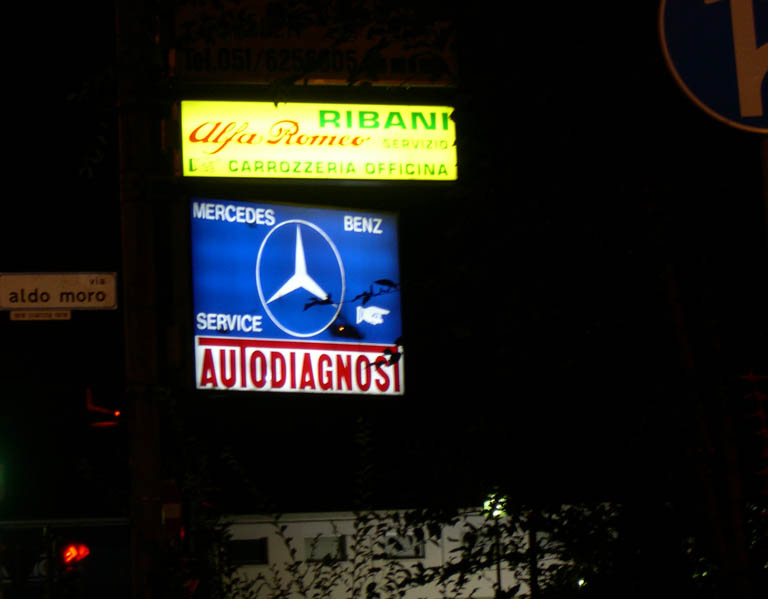 RIBANI
Alfa Romeo SERVIZIO
CARROZZERIA OFFICINA
MERCEDES BENZ
SERVICE
AUTODIAGNOSI
via
aldo moro